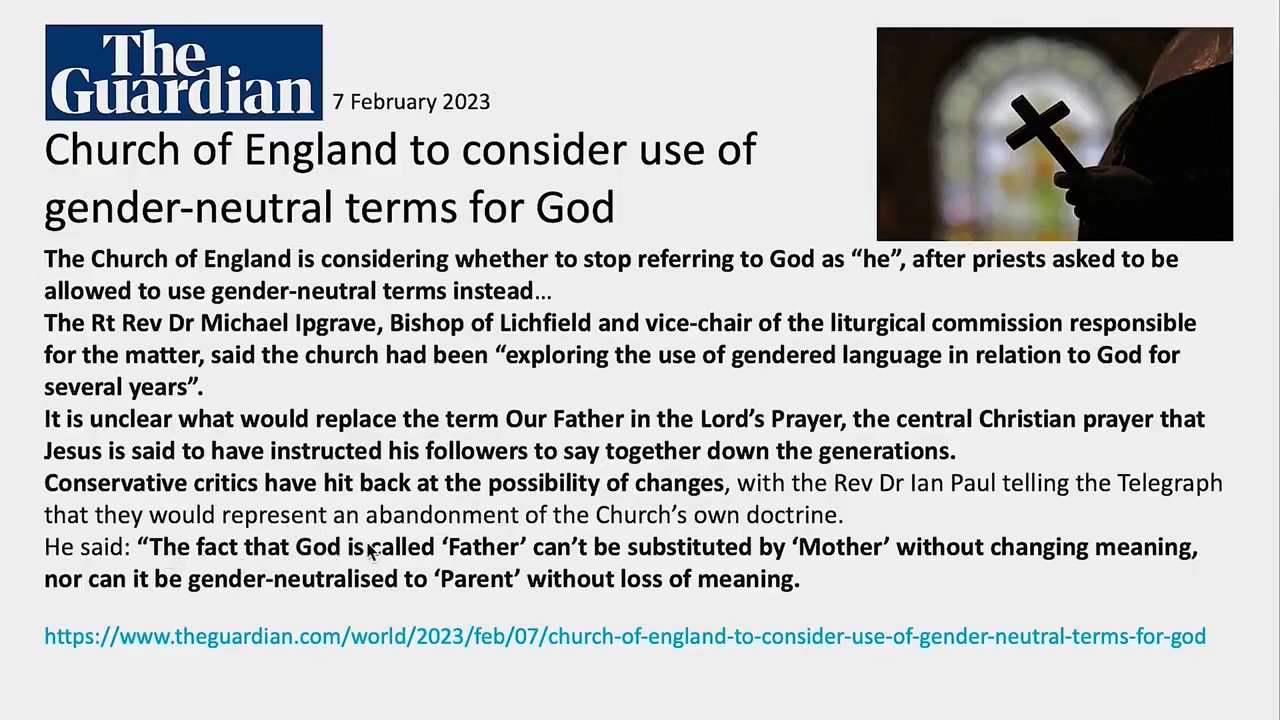 The
Guardian
7 February 2023
Church of England to consider use of
gender-neutral terms for God
The Church of England is considering whether to stop referring to God as “he”, after priests asked to be
allowed to use gender-neutral terms instead…
The Rt Rev Dr Michael Ipgrave, Bishop of Lichfield and vice-chair of the liturgical commission responsible
for the matter, said the church had been “exploring the use of gendered language in relation to God for
several years”.
It is unclear what would replace the term Our Father in the Lord’s Prayer, the central Christian prayer that
Jesus is said to have instructed his followers to say together down the generations.
Conservative critics have hit back at the possibility of changes, with the Rev Dr Ian Paul telling the Telegraph
that they would represent an abandonment of the Church’s own doctrine.
He said: “The fact that God is called ‘Father’ can’t be substituted by ‘Mother’ without changing meaning,
nor can it be gender-neutralised to ‘Parent’ without loss of meaning.
https://www.theguardian.com/world/2023/feb/07/church-of-england-to-consider-use-of-gender-neutral-terms-for-god